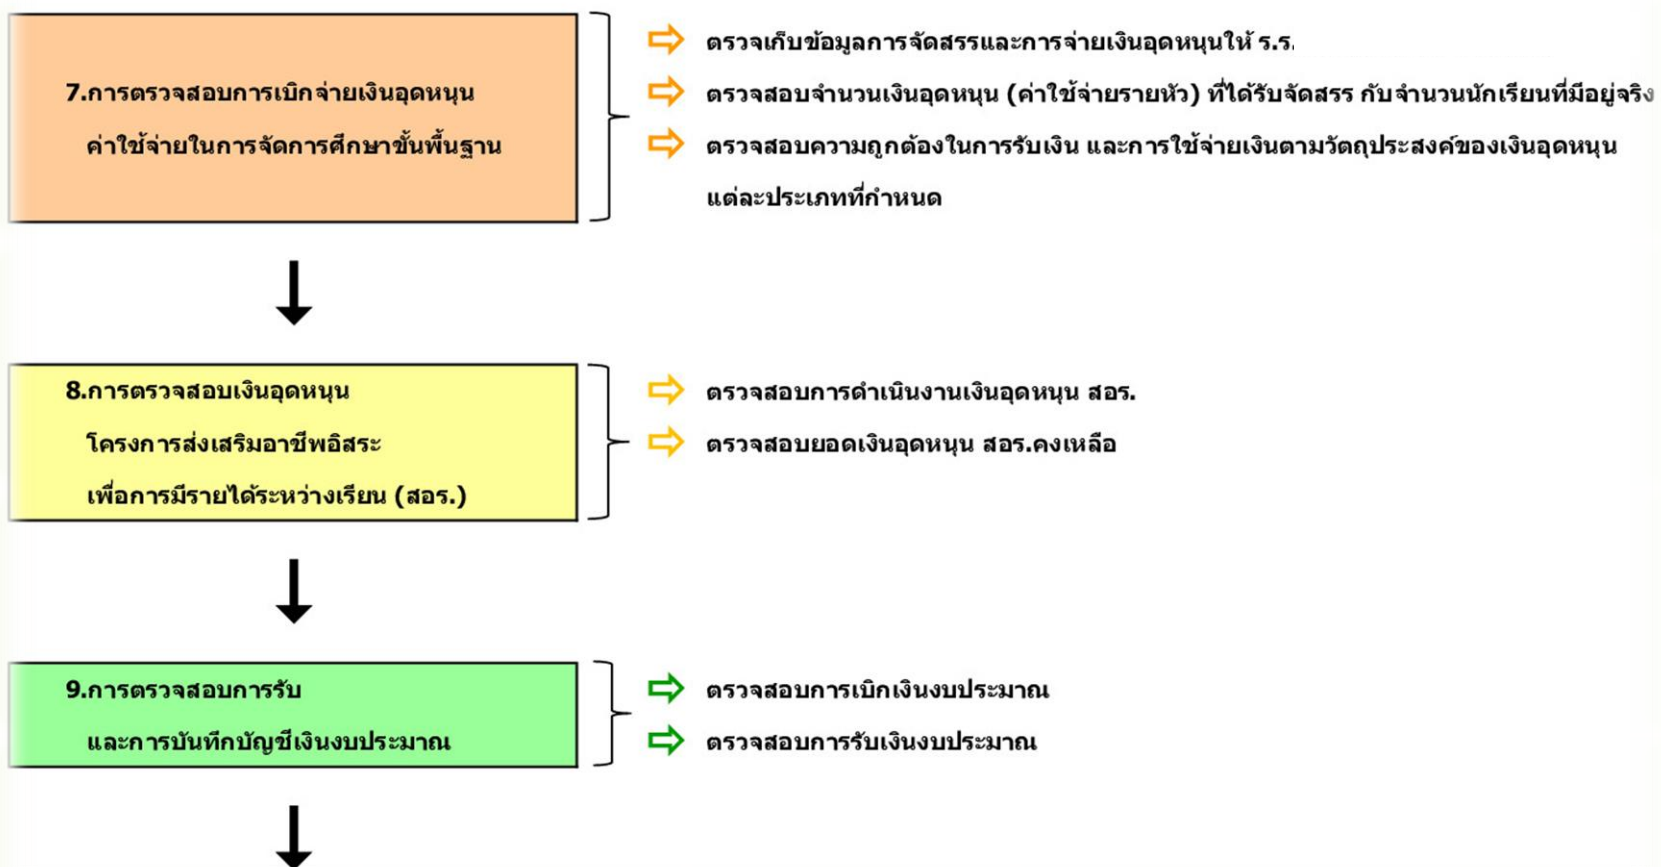 7.การตรวจสอบการเบิกจ่ายเงินอุดหนุน
ค่าใช้จ่ายในการจัดการศึกษาขั้นพื้นฐาน
ตรวจเก็บข้อมูลการจัดสรรและการจ่ายเงินอุดหนุนให้ ร.ร.
ตรวจสอบจำนวนเงินอุดหนุน (ค่าใช้จ่ายรายหัว) ที่ได้รับจัดสรร กับจำนวนนักเรียนที่มีอยู่จริง
ตรวจสอบความถูกต้องในการรับเงิน และการใช้จ่ายเงินตามวัตถุประสงค์ของเงินอุดหนุน
แต่ละประเภทที่กำหนด
8.การตรวจสอบเงินอุดหนุน
โครงการส่งเสริมอาชีพอิสระ
เพื่อการมีรายได้ระหว่างเรียน (สอร.)
ตรวจสอบการดำเนินงานเงินอุดหนุน สอร.
ตรวจสอบยอดเงินอุดหนุน สอร.คงเหลือ
9.การตรวจสอบการรับ
และการบันทึกบัญชีเงินงบประมาณ
ตรวจสอบการเบิกเงินงบประมาณ
ตรวจสอบการรับเงินงบประมาณ